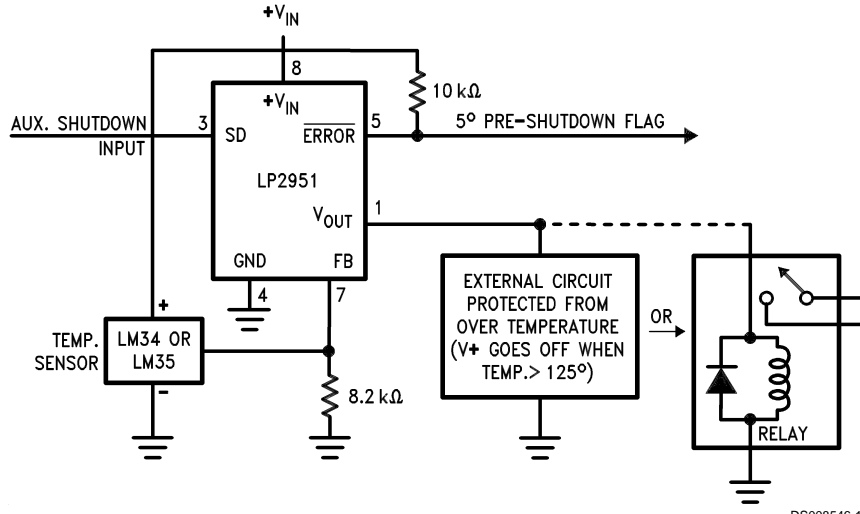 +VIN
8
+VIN
10 kΩ
AUX. SHUTDOWN
INPUT
3
SD
ERROR
5
5º PRE-SHUTDOWN FLAG
LP2951
VOUT
1
GND
FB
4
7
EXTERNAL CIRCUIT
PROTECTED FROM
OVER TEMPERATURE
(V+ GOES OFF WHEN
TEMP.> 125º)
OR
TEMP.
SENSOR
+
LM34 OR
LM35
-
8.2 kΩ
RELAY